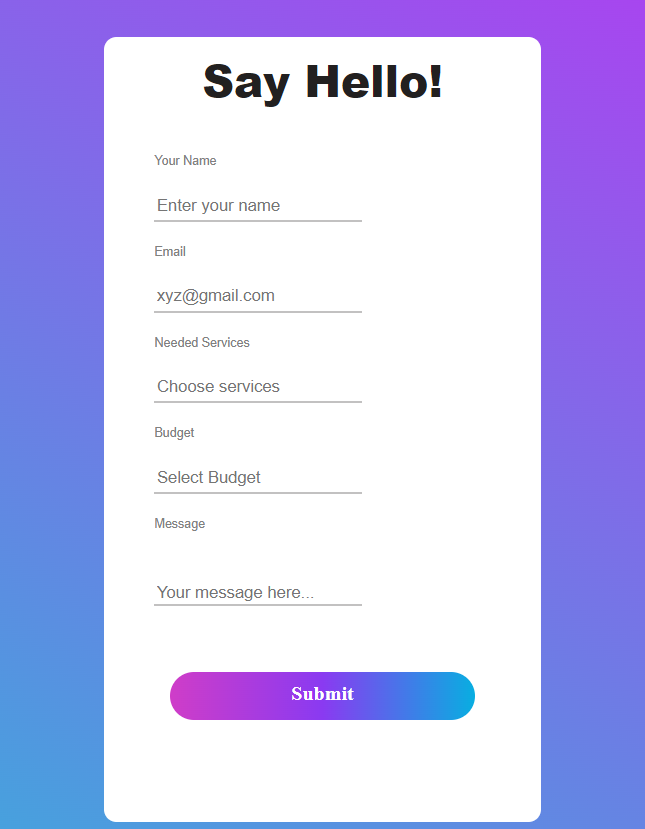 Say Hello!
Your Name
Enter your name
Email
xyz@gmail.com
Needed Services
Choose services
Budget
Select Budget
Message
Your message here...
Submit